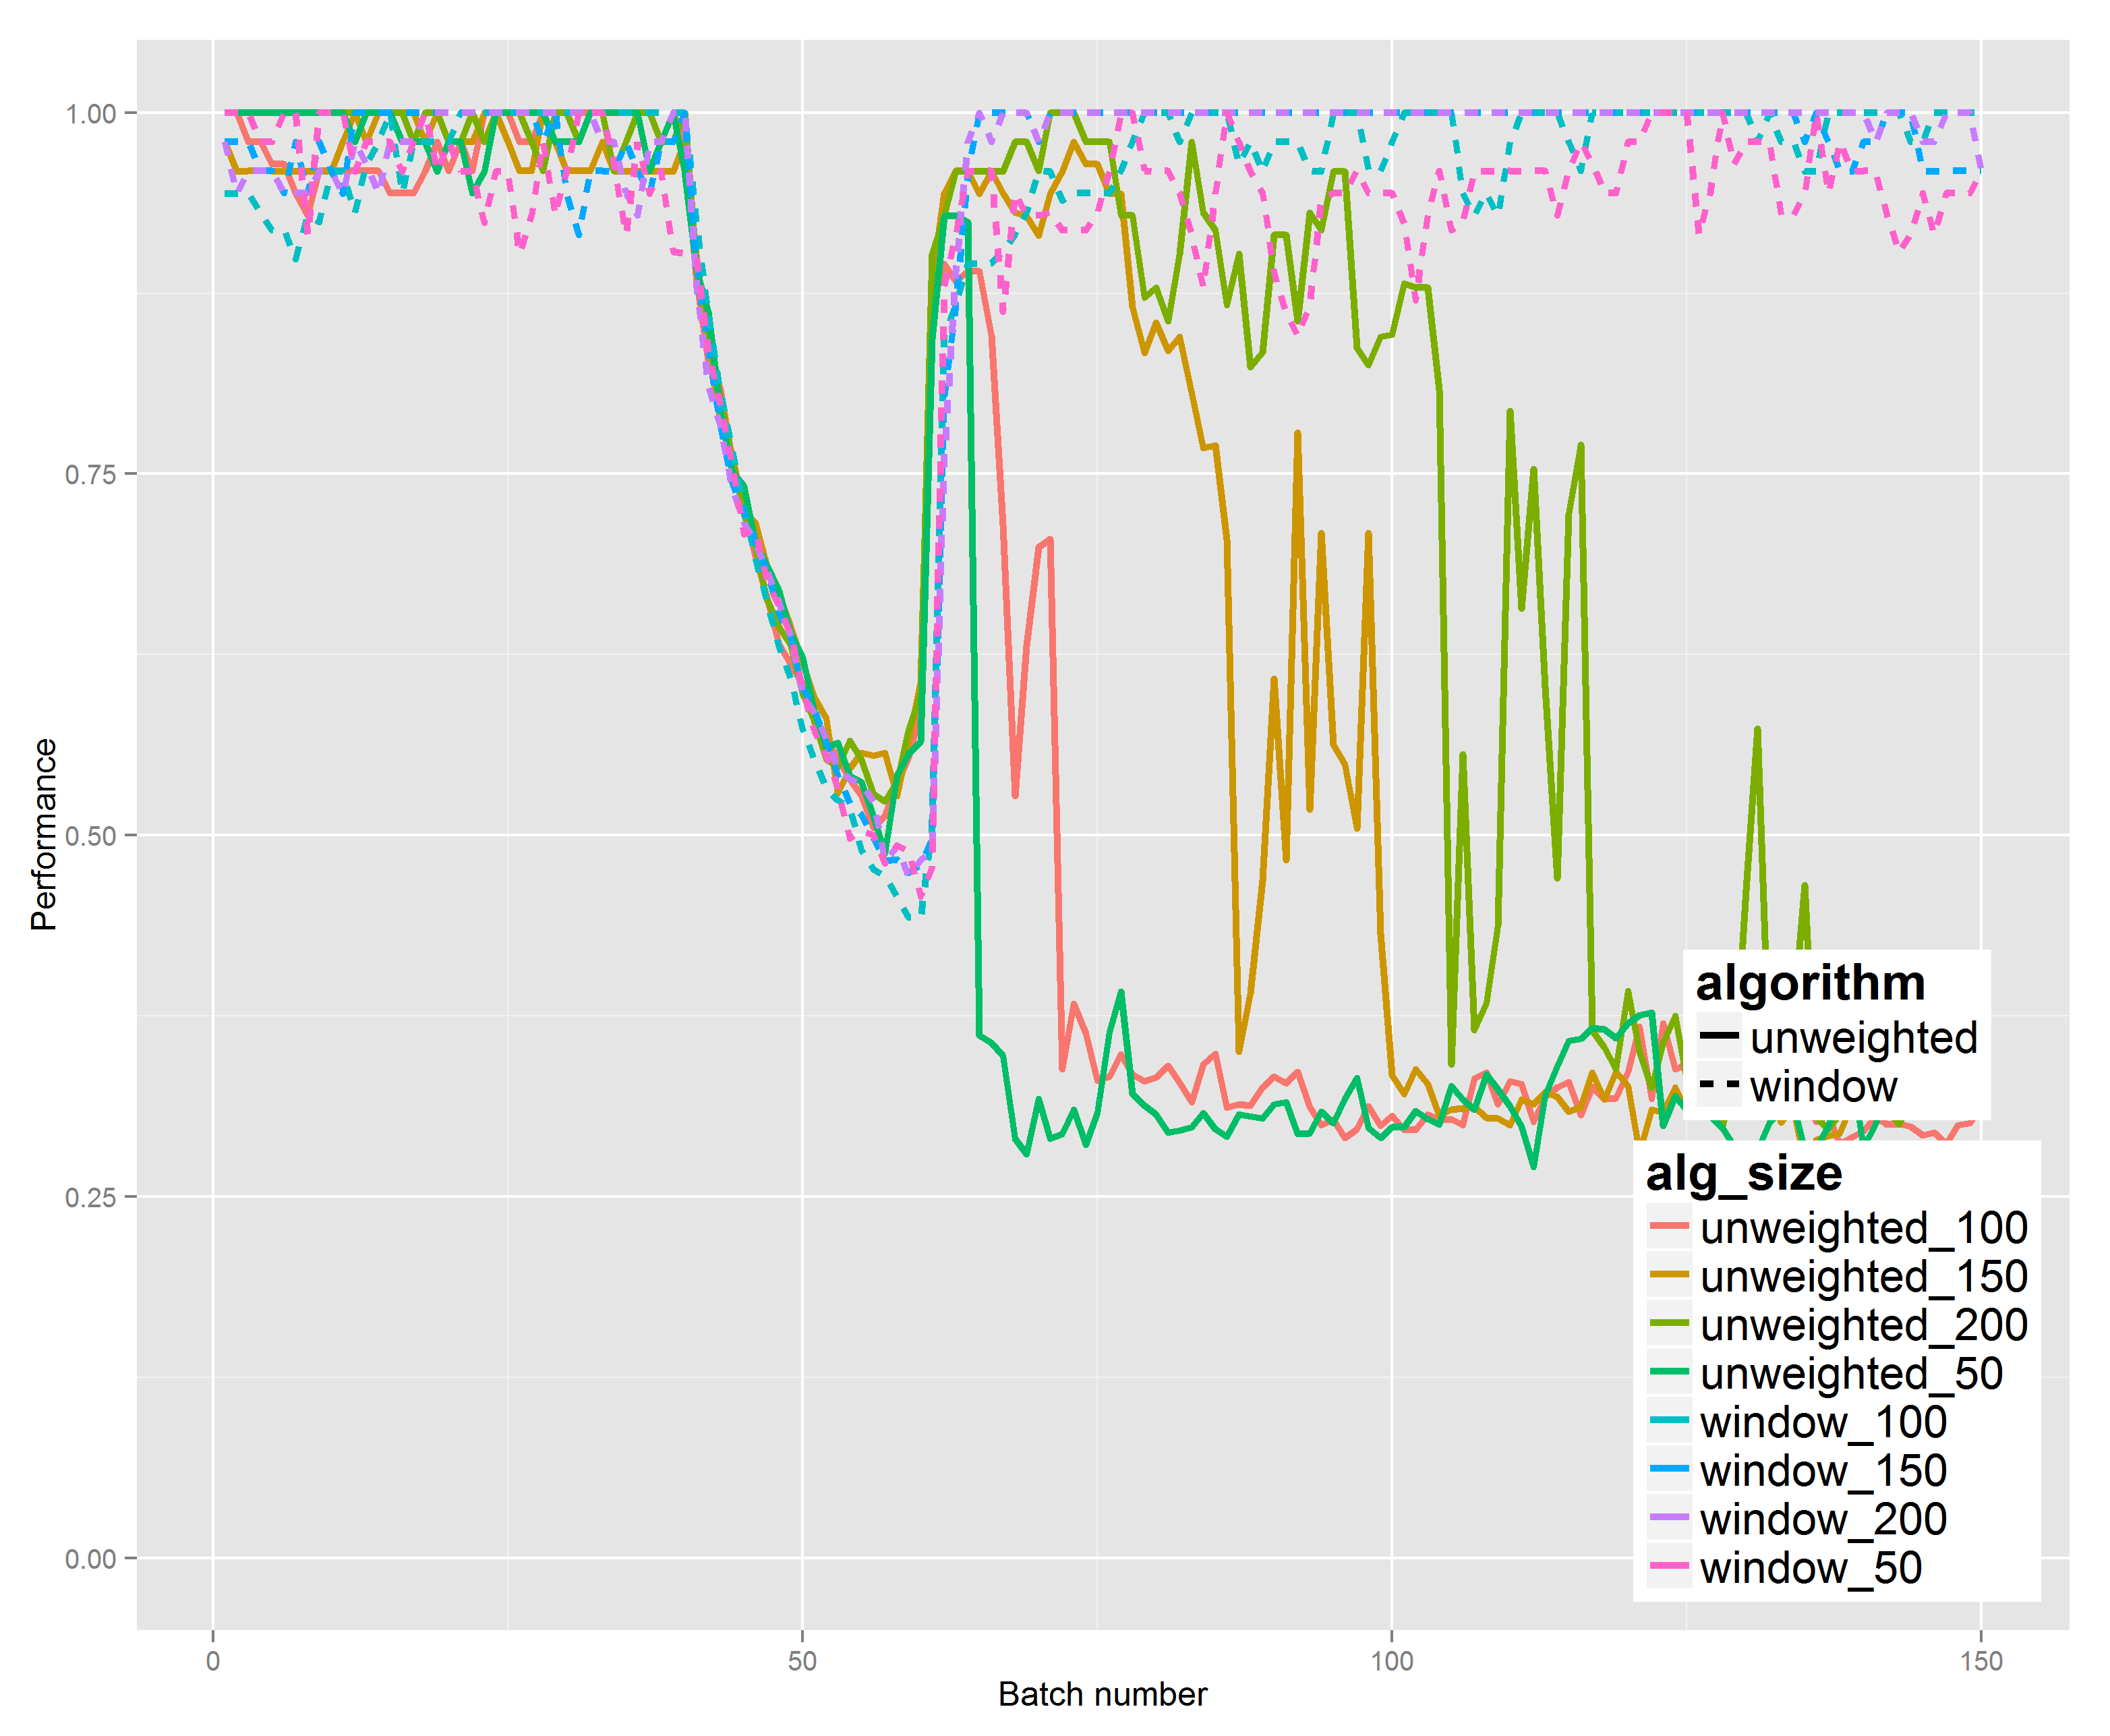 1.00
0.75
0.50
0.25
0.00
Performance
0
50
100
150
Batch number
algorithm
unweighted
window
alg_size
unweighted_100
unweighted_150
unweighted_200
unweighted_50
window_100
window_150
window_200
window_50